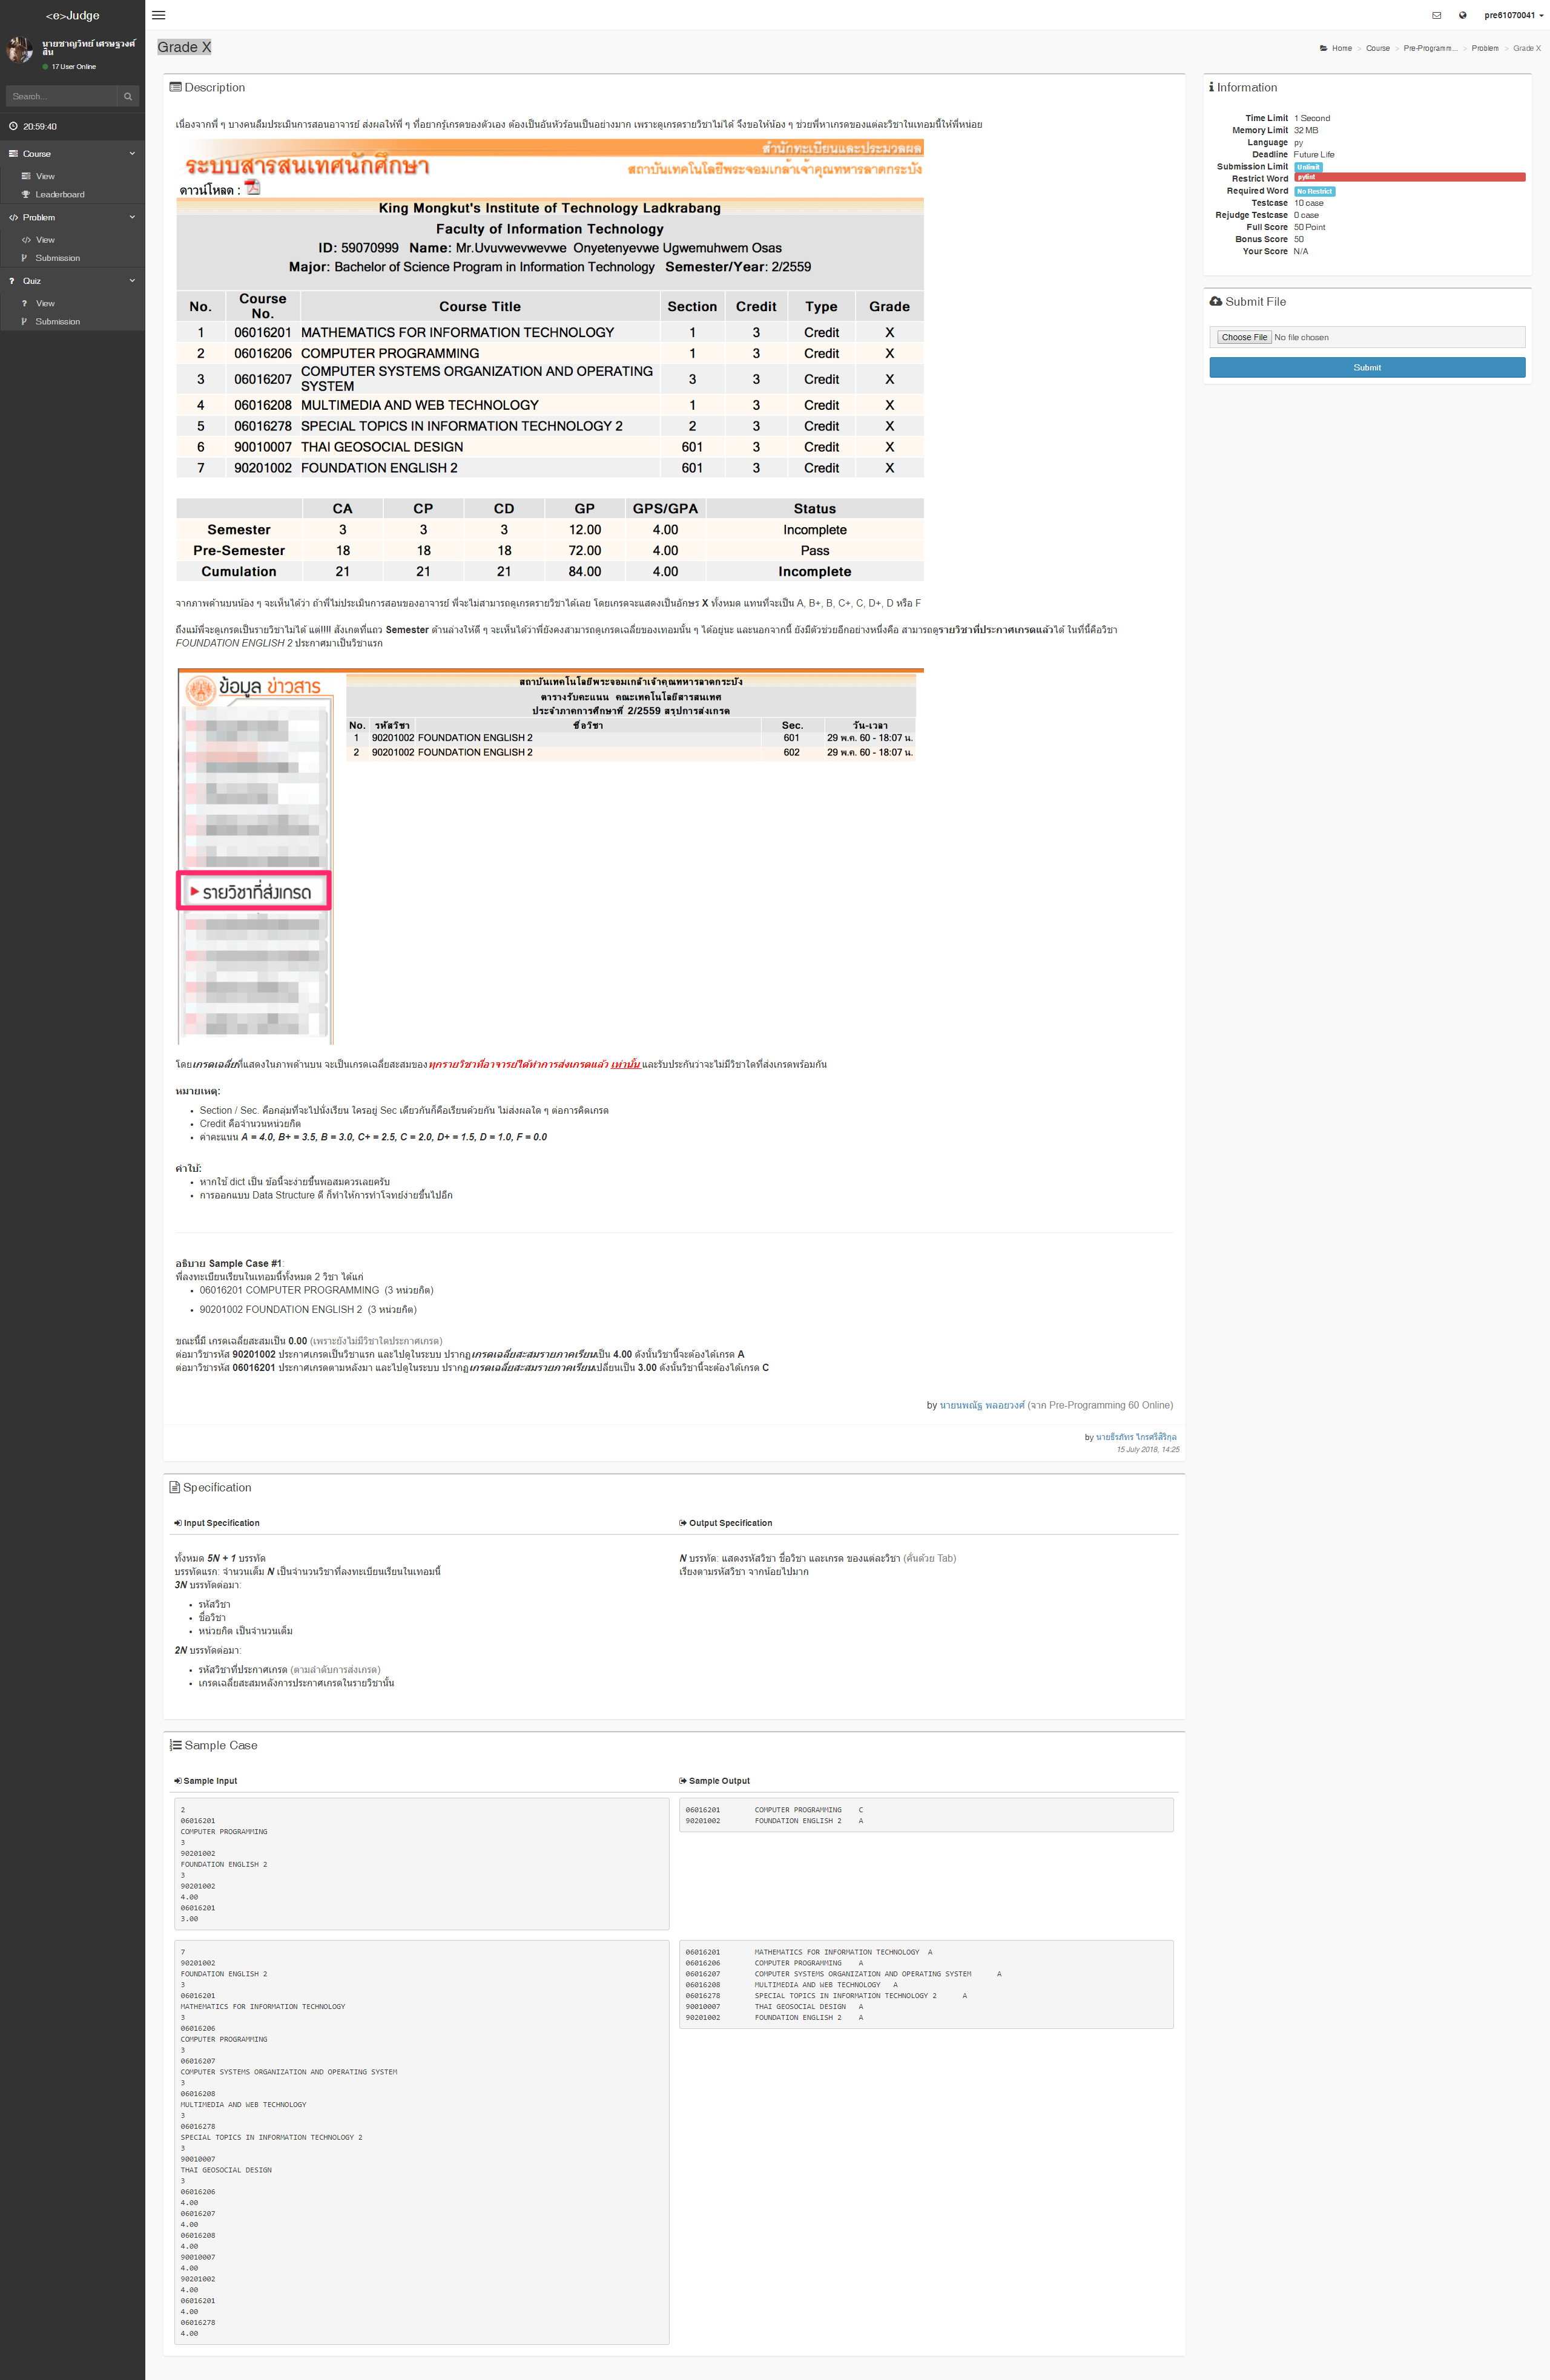 <e>Judge
pre61070041
นายชาญวิทย์ เศรษฐวงศ์
สิน
17 User Online
Search...
20:59:40
Course
View
Leaderboard
Problem
View
Submission
Quiz
View
Submission
Grade X
Home > Course > Pre-Programm... > Problem > Grade X
Description
เนื่องจากพี่ ๆ บางคนลืมประเมินการสอนอาจารย์ ส่งผลให้พี่ ๆ ที่อยากรู้เกรดของตัวเอง ต้องเป็นอันหัวร้อนเป็นอย่างมาก เพราะดูเกรดรายวิชาไม่ได้ จึงขอให้น้อง ๆ ช่วยพี่หาเกรดของแต่ละวิชาในเทอมนี้ให้พี่หน่อย
สำนักทะเบียนและประมวลผล
ระบบสารสนเทศนักศึกษา
สถาบันเทคโนโลยีพระจอมเกล้าเจ้าคุณทหารลาดกระบัง
ดาวน์โหลด :
King Mongkut's Institute of Technology Ladkrabang
Faculty of Information Technology
ID: 59070999 Name: Mr.Uvuvwevwevwe Onyetenyevwe Ugwemuhwem Osas
Major: Bachelor of Science Program in Information Technology Semester/Year: 2/2559
No. Course No. Course Title Section Credit Type Grade
1 06016201 MATHEMATICS FOR INFORMATION TECHNOLOGY 1 3 Credit X
2 06016206 COMPUTER PROGRAMMING 1 3 Credit X
3 06016207 COMPUTER SYSTEMS ORGANIZATION AND OPERATING SYSTEM 3 3 Credit X
4 06016208 MULTIMEDIA AND WEB TECHNOLOGY 1 3 Credit X
5 06016278 SPECIAL TOPICS IN INFORMATION TECHNOLOGY 2 2 3 Credit X
6 90010007 THAI GEOSOCIAL DESIGN 601 3 Credit X
7 90201002 FOUNDATION ENGLISH 2 601 3 Credit X
CA CP CD GP GPS/GPA Status
Semester 3 3 3 12.00 4.00 Incomplete
Pre-Semester 18 18 18 72.00 4.00 Pass
Cumulation 21 21 21 84.00 4.00 Incomplete
จากภาพด้านบนน้อง ๆ จะเห็นได้ว่า ถ้าพี่ไม่ประเมินการสอนของอาจารย์ พี่จะไม่สามารถดูเกรดรายวิชาได้เลย โดยเกรดจะแสดงเป็นอักษร X ทั้งหมด แทนที่จะเป็น A, B+, B, C+, C, D+, D หรือ F
ถึงแม้พี่จะดูเกรดเป็นรายวิชาไม่ได้ แต่!!!! สังเกตที่แถว Semester ด้านล่างให้ดี ๆ จะเห็นได้ว่าพี่ยังคงสามารถดูเกรดเฉลี่ยของเทอมนั้น ๆ ได้อยู่นะ และนอกจากนี้ ยังมีตัวช่วยอีกอย่างหนึ่งคือ สามารถดูรายวิชาที่ประกาศเกรดแล้วได้ ในที่นี้คือวิชา
FOUNDATION ENGLISH 2 ประกาศมาเป็นวิชาแรก
ข้อมูล ข่าวสาร
สถาบันเทคโนโลยีพระจอมเกล้าเจ้าคุณทหารลาดกระบัง
ตารางรับคะแนน คณะเทคโนโลยีสารสนเทศ
ประจำภาคการศึกษาที่ 2/2559 สรุปการส่งเกรด
No. รหัสวิชา ชื่อวิชา Sec. วัน-เวลา
1 90201002 FOUNDATION ENGLISH 2 601 29 พ.ค. 60 - 18:07 น.
2 90201002 FOUNDATION ENGLISH 2 602 29 พ.ค. 60 - 18:07 น.
รายวิชาที่ส่งเกรด
โดยเกรดเฉลี่ยที่แสดงในภาพด้านบน จะเป็นเกรดเฉลี่ยสะสมของทุกรายวิชาที่อาจารย์ได้ทำการส่งเกรดแล้ว เท่านั้น และรับประกันว่าจะไม่มีวิชาใดที่ส่งเกรดพร้อมกัน
หมายเหตุ:
• Section / Sec. คือกลุ่มที่จะไปนั่งเรียน ใครอยู่ Sec เดียวกันก็คือเรียนด้วยกัน ไม่ส่งผลใด ๆ ต่อการคิดเกรด
• Credit คือจำนวนหน่วยกิต
• ค่าคะแนน A = 4.0, B+ = 3.5, B = 3.0, C+ = 2.5, C = 2.0, D+ = 1.5, D = 1.0, F = 0.0
คำใบ้:
• หากใช้ dict เป็น ข้อนี้จะง่ายขึ้นพอสมควรเลยครับ
• การออกแบบ Data Structure ดี ก็ทำให้การทำโจทย์ง่ายขึ้นไปอีก
อธิบาย Sample Case #1:
พี่ลงทะเบียนเรียนในเทอมนี้ทั้งหมด 2 วิชา ได้แก่
• 06016201 COMPUTER PROGRAMMING (3 หน่วยกิต)
• 90201002 FOUNDATION ENGLISH 2 (3 หน่วยกิต)
ขณะนี้มี เกรดเฉลี่ยสะสมเป็น 0.00 (เพราะยังไม่มีวิชาใดประกาศเกรด)
ต่อมาวิชารหัส 90201002 ประกาศเกรดเป็นวิชาแรก และไปดูในระบบ ปรากฏเกรดเฉลี่ยสะสมรายภาคเรียนเป็น 4.00 ดังนั้นวิชานี้จะต้องได้เกรด A
ต่อมาวิชารหัส 06016201 ประกาศเกรดตามหลังมา และไปดูในระบบ ปรากฏเกรดเฉลี่ยสะสมรายภาคเรียนเปลี่ยนเป็น 3.00 ดังนั้นวิชานี้จะต้องได้เกรด C
by นายนพณัฐ พลอยวงศ์ (จาก Pre-Programming 60 Online)
by นายธีรภัทร ไกรศรีสิริกุล
15 July 2018, 14:25
Information
Time Limit 1 Second
Memory Limit 32 MB
Language py
Deadline Future Life
Submission Limit Unlimit
Restrict Word pylint
Required Word No Restrict
Testcase 10 case
Rejudge Testcase 0 case
Full Score 50 Point
Bonus Score 50
Your Score N/A
Submit File
Choose File No file chosen
Submit
Specification
Input Specification
ทั้งหมด 5N + 1 บรรทัด
บรรทัดแรก: จำนวนเต็ม N เป็นจำนวนวิชาที่ลงทะเบียนเรียนในเทอมนี้
3N บรรทัดต่อมา:
• รหัสวิชา
• ชื่อวิชา
• หน่วยกิต เป็นจำนวนเต็ม
2N บรรทัดต่อมา:
• รหัสวิชาที่ประกาศเกรด (ตามลำดับการส่งเกรด)
• เกรดเฉลี่ยสะสมหลังการประกาศเกรดในรายวิชานั้น
Output Specification
N บรรทัด: แสดงรหัสวิชา ชื่อวิชา และเกรด ของแต่ละวิชา (คั่นด้วย Tab)
เรียงตามรหัสวิชา จากน้อยไปมาก
Sample Case
Sample Input
2
06016201
COMPUTER PROGRAMMING
3
90201002
FOUNDATION ENGLISH 2
3
90201002
4.00
06016201
3.00
Sample Output
06016201 COMPUTER PROGRAMMING C
90201002 FOUNDATION ENGLISH 2 A
7
90201002
FOUNDATION ENGLISH 2
3
06016201
MATHEMATICS FOR INFORMATION TECHNOLOGY
3
06016206
COMPUTER PROGRAMMING
3
06016207
COMPUTER SYSTEMS ORGANIZATION AND OPERATING SYSTEM
3
06016208
MULTIMEDIA AND WEB TECHNOLOGY
3
06016278
SPECIAL TOPICS IN INFORMATION TECHNOLOGY 2
3
90010007
THAI GEOSOCIAL DESIGN
3
06016206
4.00
06016207
4.00
06016208
4.00
90010007
4.00
90201002
4.00
06016201
4.00
06016278
4.00
06016201 MATHEMATICS FOR INFORMATION TECHNOLOGY A
06016206 COMPUTER PROGRAMMING A
06016207 COMPUTER SYSTEMS ORGANIZATION AND OPERATING SYSTEM A
06016208 MULTIMEDIA AND WEB TECHNOLOGY A
06016278 SPECIAL TOPICS IN INFORMATION TECHNOLOGY 2 A
90010007 THAI GEOSOCIAL DESIGN A
90201002 FOUNDATION ENGLISH 2 A